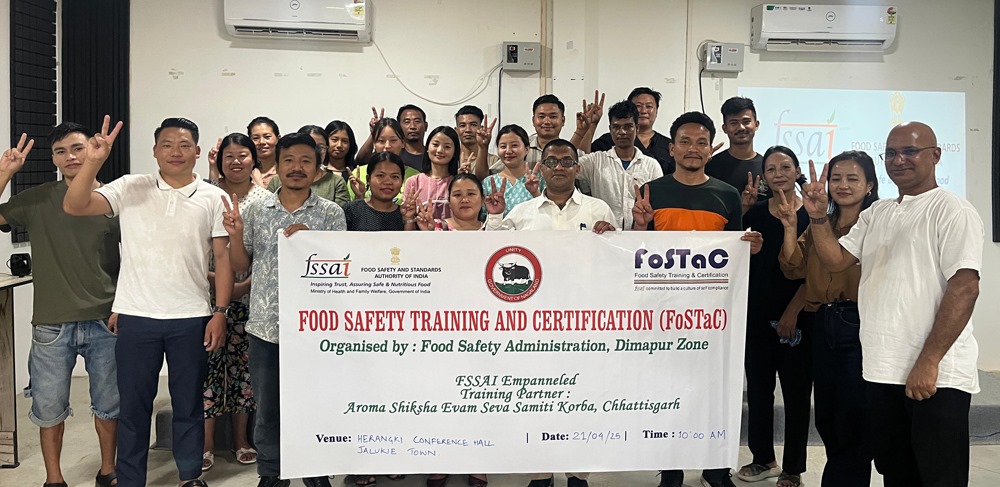 fssai
FOOD AND STANDARDS
fssai
FOOD SAFETY AND STANDARDS
AUTHORITY OF INDIA
Inspiring Trust, Assuring Safe & Nutritious Food
Ministry of Health and Family Welfare, Government of India
UNITY
GOVERNMENT OF NAGALAND
FoSTaC
Food Safety Training & Certification
committed to build a culture of self compliance
FOOD SAFETY TRAINING AND CERTIFICATION (FoSTaC)
Organised by : Food Safety Administration, Dimapur Zone
FSSAI Empanneled
Training Partner :
Aroma Shiksha Evam Seva Samiti Korba, Chhattisgarh
Venue: HERANGKI CONFERENCE HALL | Date: 21/09/25 | Time : 10:00 AM
JALUKIE TOWN.